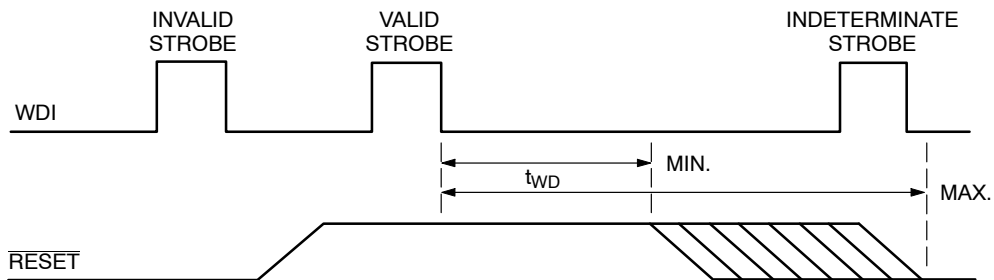 INVALID
STROBE
VALID
STROBE
INDETERMINATE
STROBE
WDI
tWD
MIN.
MAX.
RESET